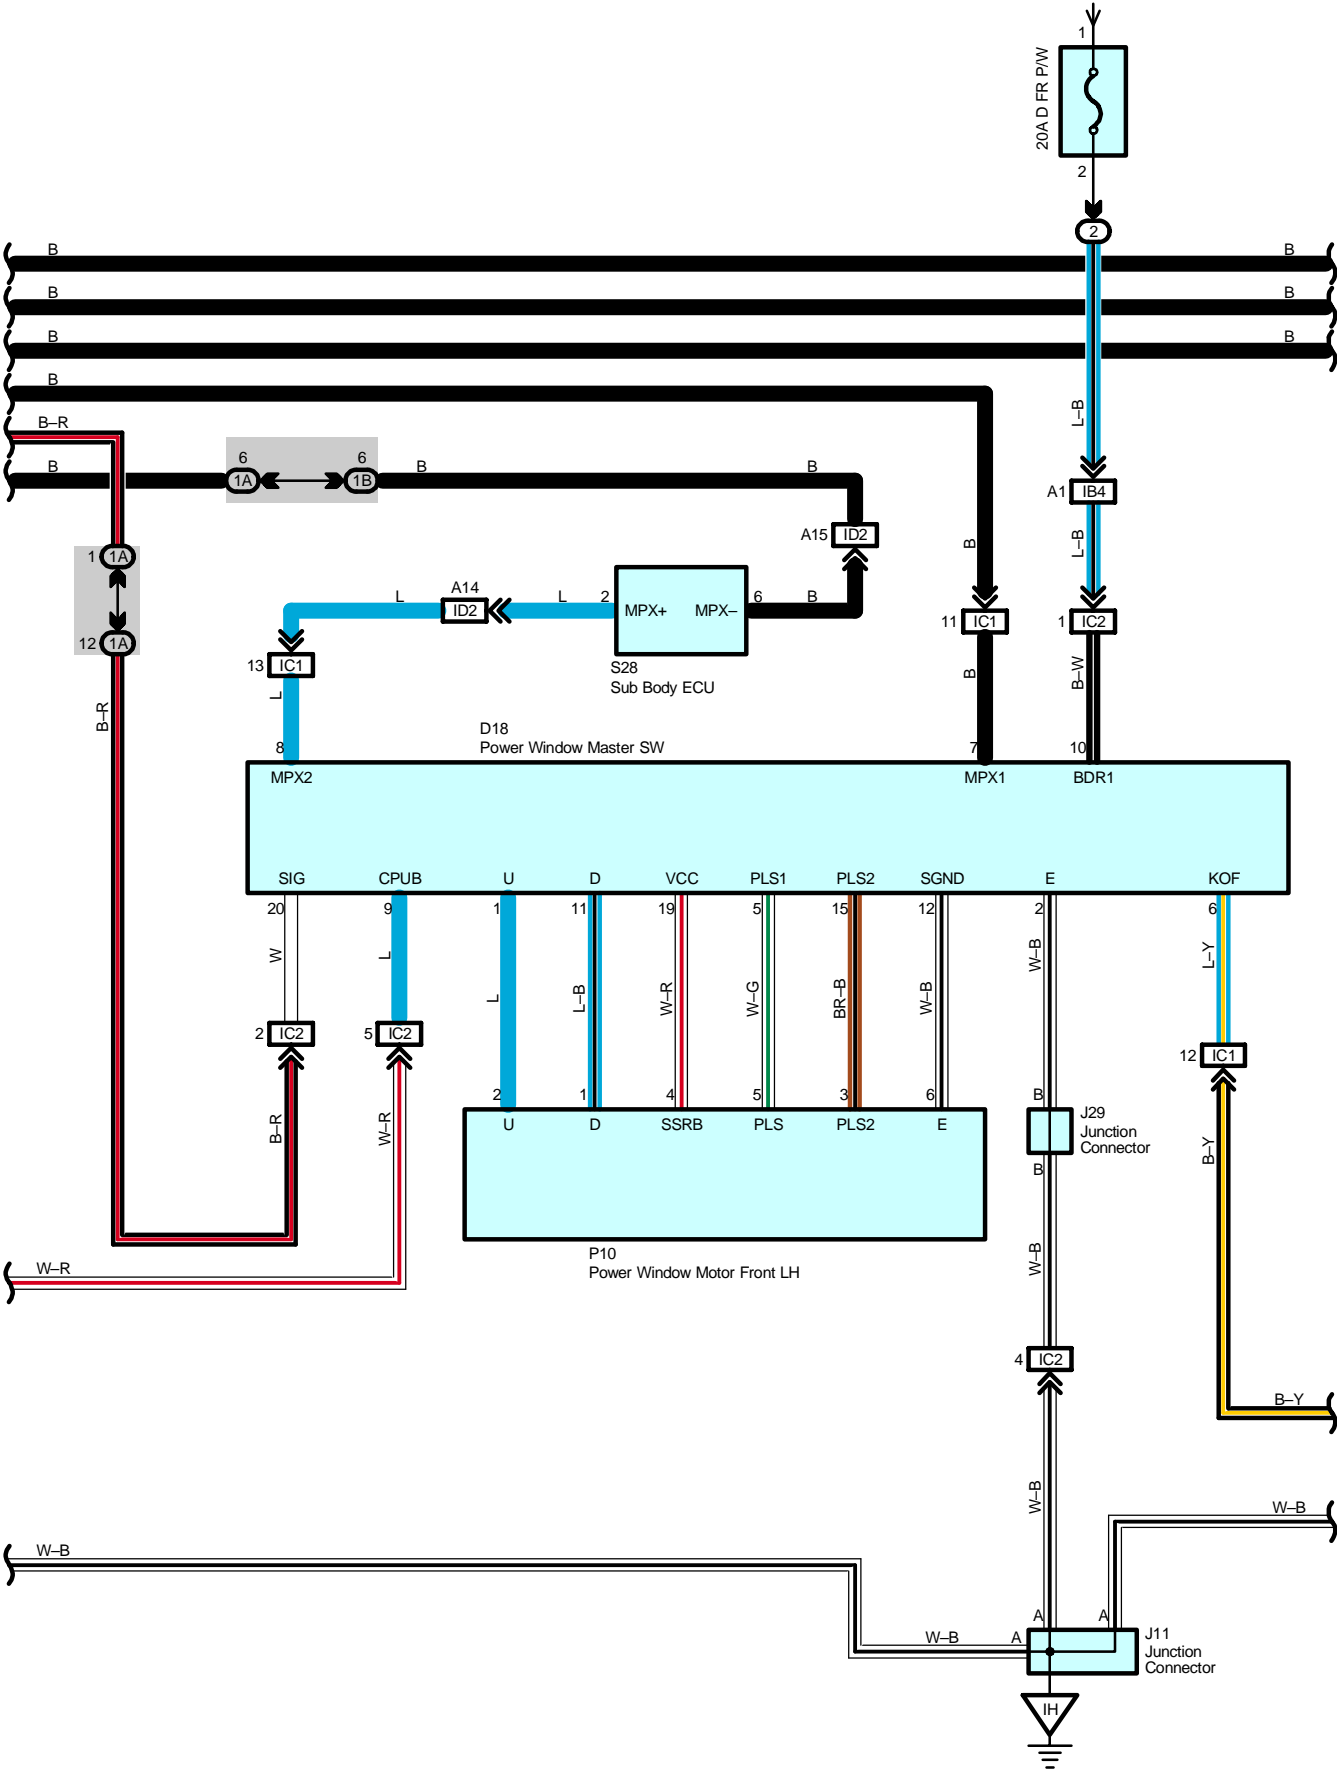 1
20A D FR P/W
2
2
B
B
B
B
B
B
B
B–R
B
6
6
1A
1B
B
B
L–B
A1
IB4
A15
ID2
B
L–B
1
1A
12
1A
B–R
L
A14
ID2
L
2
MPX+
MPX–
6
B
11
IC1
1
IC2
13
IC1
L
S28
Sub Body ECU
B
B–W
D18
Power Window Master SW
8
7
10
MPX2
MPX1
BDR1
SIG
CPUB
U
D
VCC
PLS1
PLS2
SGND
E
KOF
20
9
1
11
19
5
15
12
2
6
W
L
L
L–B
W–R
W–G
BR–B
W–B
W–B
L–Y
2
IC2
5
IC2
12
IC1
B–R
W–R
2
1
4
5
3
6
B
U
D
SSRB
PLS
PLS2
E
J29
Junction
Connector
B
B–Y
P10
Power Window Motor Front LH
W–R
W–B
4
IC2
B–Y
W–B
W–B
W–B
A
A
W–B
A
J11
Junction
Connector
IH